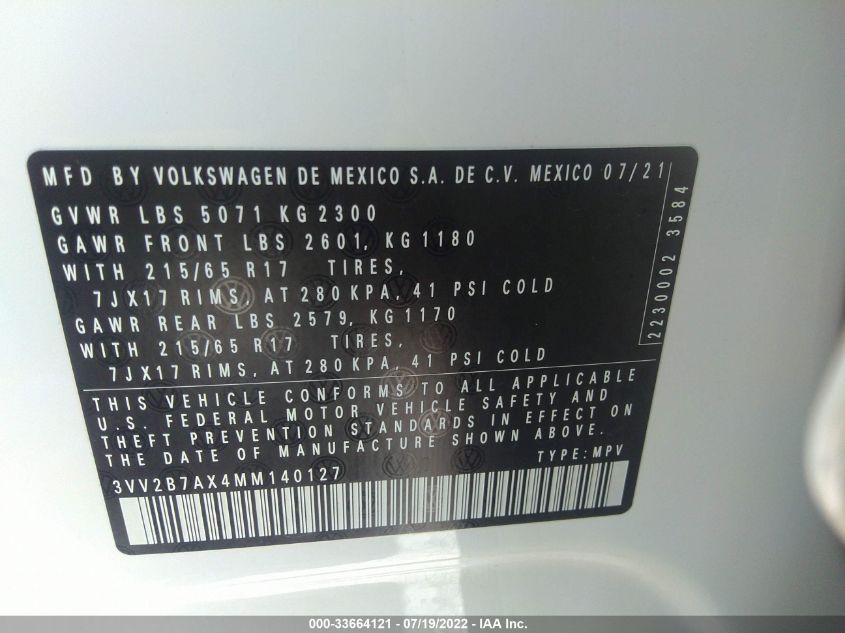 MFD BY VOLKSWAGEN DE MEXICO S.A. DE C.V. MEXICO 07/21
GVWR LBS 5071 KG 2300
GAWR FRONT LBS 2601, KG 1180
WITH 215/65 R17 TIRES,
7JX17 RIMS, AT 280 KPA, 41 PSI COLD
GAWR REAR LBS 2579, KG 1170
WITH 215/65 R17 TIRES,
7JX17 RIMS, AT 280 KPA, 41 PSI COLD
THIS VEHICLE CONFORMS TO ALL APPLICABLE
U.S. FEDERAL MOTOR VEHICLE SAFETY AND
THEFT PREVENTION STANDARDS IN EFFECT ON
THE DATE OF MANUFACTURE SHOWN ABOVE.
TYPE: MPV
3VV2B7AX4MM140127
2230002 3584
000-33664121 - 07/19/2022 - IAA Inc.